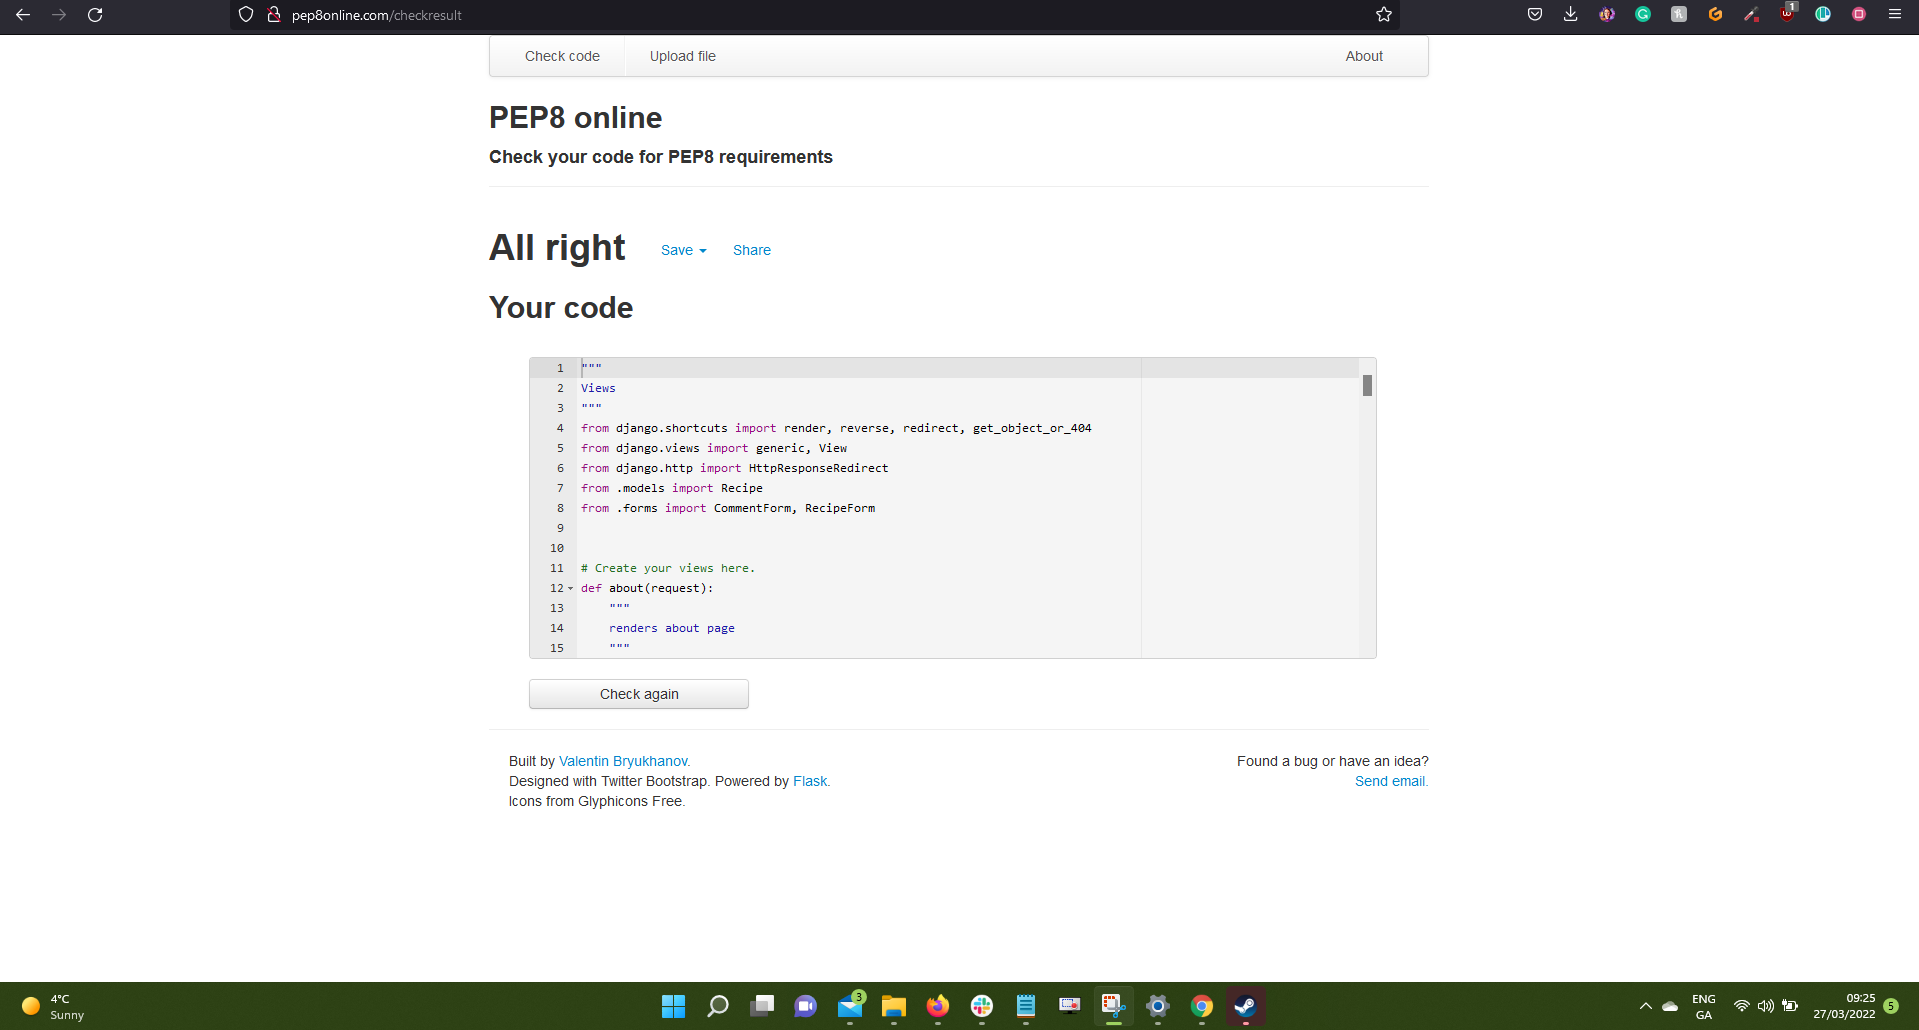 pep8online.com/checkresult
1
Check code Upload file About
PEP8 online
Check your code for PEP8 requirements
All right Save Share
Your code
1 """
2 Views
3 """
4 from django.shortcuts import render, reverse, redirect, get_object_or_404
5 from django.views import generic, View
6 from django.http import HttpResponseRedirect
7 from .models import Recipe
8 from .forms import CommentForm, RecipeForm
9
10
11 # Create your views here.
12 def about(request):
13 """
14 renders about page
15 """
Check again
Built by Valentin Bryukhanov.
Designed with Twitter Bootstrap. Powered by Flask.
Icons from Glyphicons Free.
Found a bug or have an idea?
Send email.
4°C
Sunny
3
ENG
GA
09:25
27/03/2022
5